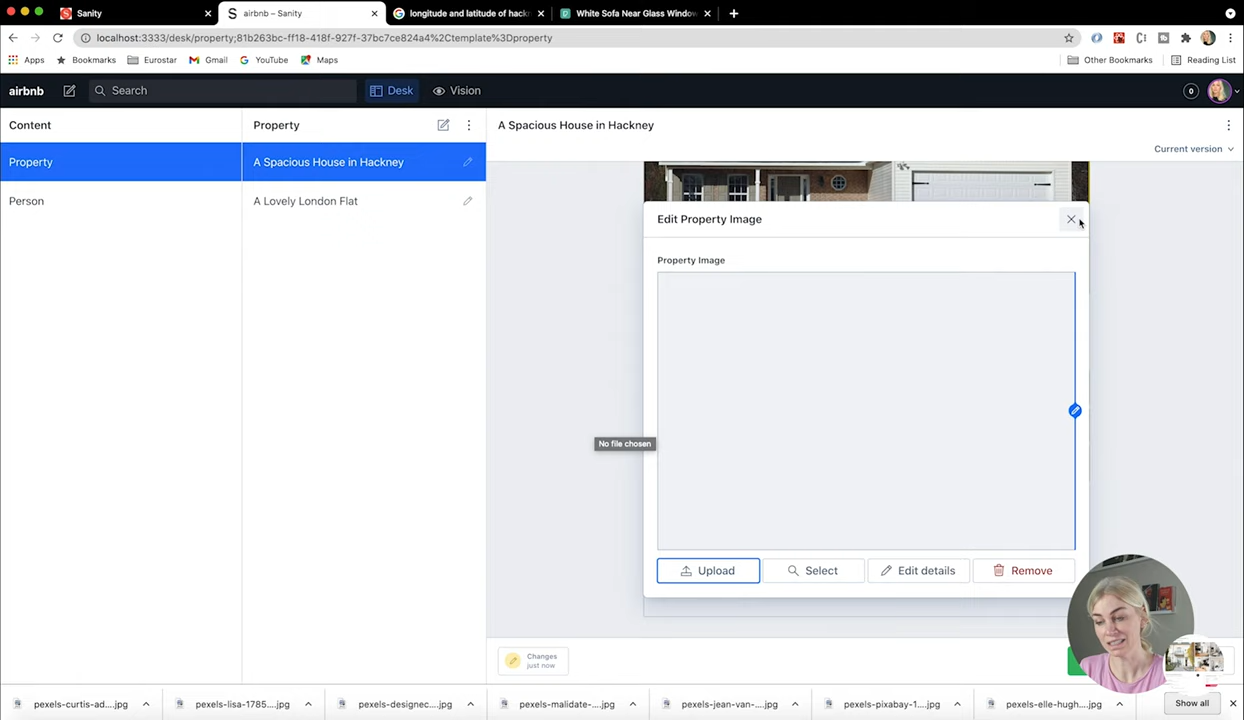 Sanity
airbnb – Sanity
longitude and latitude of hackn
White Sofa Near Glass Window
localhost:3333/desk/property;81b263bc-ff18-418f-927f-37bc7ce824a4%2Ctemplate%3Dproperty
Apps
Bookmarks
Eurostar
Gmail
YouTube
Maps
Other Bookmarks
Reading List
airbnb
Search
Desk
Vision
0
Content
Property
A Spacious House in Hackney
Current version
Property
A Spacious House in Hackney
Person
A Lovely London Flat
Edit Property Image
Property Image
No file chosen
Upload
Select
Edit details
Remove
Changes
just now
pexels-curtis-ad....jpg
pexels-lisa-1785....jpg
pexels-designec....jpg
pexels-malidate-....jpg
pexels-jean-van-....jpg
pexels-pixabay-1....jpg
pexels-elle-hugh....jpg
Show all